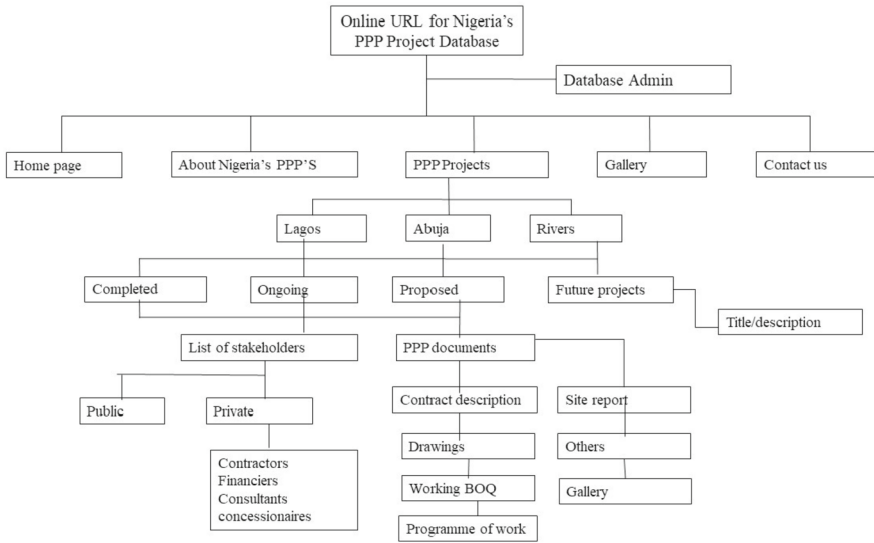 Online URL for Nigeria's
PPP Project Database
Database Admin
Home page
About Nigeria's PPP'S
PPP Projects
Gallery
Contact us
Lagos
Abuja
Rivers
Completed
Ongoing
Proposed
Future projects
Title/description
List of stakeholders
PPP documents
Public
Private
Contract description
Site report
Drawings
Others
Contractors
Financiers
Consultants
concessionaires
Working BOQ
Gallery
Programme of work